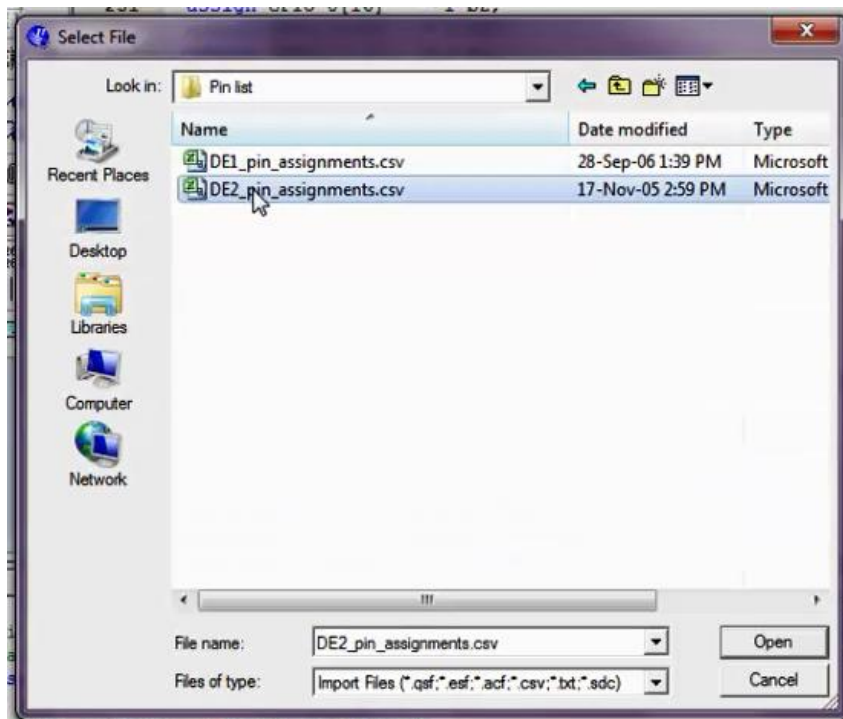 Select File
Look in: Pin list
Name Date modified Type
DE1_pin_assignments.csv 28-Sep-06 1:39 PM Microsoft
DE2_pin_assignments.csv 17-Nov-05 2:59 PM Microsoft
Recent Places
Desktop
Libraries
Computer
Network
File name: DE2_pin_assignments.csv Open
Files of type: Import Files (*.qsf;*.esf;*.acf;*.csv;*.txt;*.sdc) Cancel